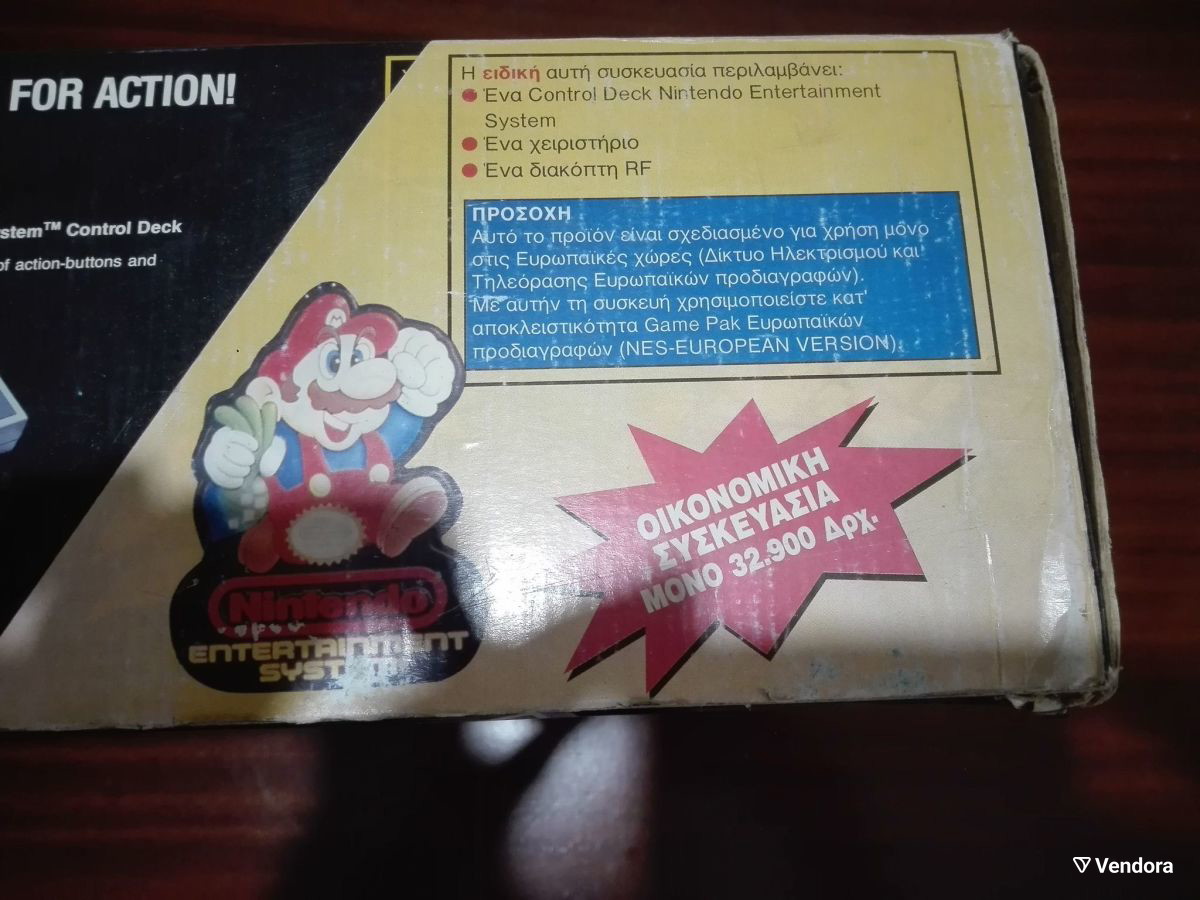 FOR ACTION!
stem™ Control Deck
of action-buttons and
Η ειδική αυτή συσκευασία περιλαμβάνει:
Ένα Control Deck Nintendo Entertainment
System
Ένα χειριστήριο
Ένα διακόπτη RF
ΠΡΟΣΟΧΗ
Αυτό το προϊόν είναι σχεδιασμένο για χρήση μόνο
στις Ευρωπαϊκές χώρες (Δίκτυο Ηλεκτρισμού και
Τηλεόρασης Ευρωπαϊκών προδιαγραφών).
Με αυτήν τη συσκευή χρησιμοποιείστε κατ'
αποκλειστικότητα Game Pak Ευρωπαϊκών
προδιαγραφών (NES-EUROPEAN VERSION).
M
Nintendo
ENTERTAINMENT
SYSTEM
ΟΙΚΟΝΟΜΙΚΗ
ΣΥΣΚΕΥΑΣΙΑ
ΜΟΝΟ 32.900 Δρχ.
Vendora